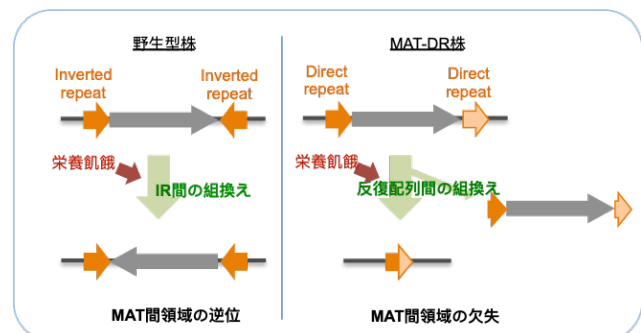 野生型株
Inverted
repeat
Inverted
repeat
栄養飢餓
IR間の組換え
MAT間領域の逆位
MAT-DR株
Direct
repeat
Direct
repeat
栄養飢餓
反復配列間の組換え
MAT間領域の欠失